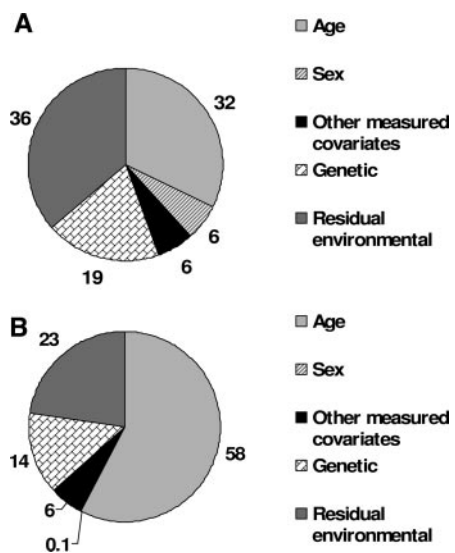 A
36
32
6
6
19
Age
Sex
Other measured
covariates
Genetic
Residual
environmental
B
23
58
14
6
0.1
Age
Sex
Other measured
covariates
Genetic
Residual
environmental